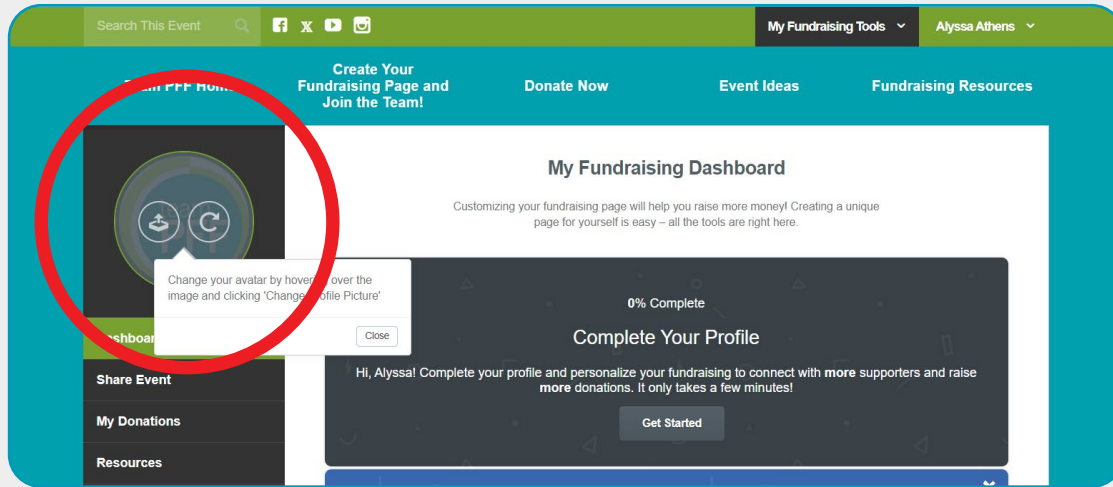 Search This Event
My Fundraising Tools
Alyssa Athens
Team PFF Home
Create Your
Fundraising Page and
Join the Team!
Donate Now
Event Ideas
Fundraising Resources
My Fundraising Dashboard
Customizing your fundraising page will help you raise more money! Creating a unique
page for yourself is easy – all the tools are right here.
Change your avatar by hovering over the
image and clicking 'Change Profile Picture'
Close
0% Complete
Complete Your Profile
Hi, Alyssa! Complete your profile and personalize your fundraising to connect with more supporters and raise
more donations. It only takes a few minutes!
Get Started
Dashboard
Share Event
My Donations
Resources